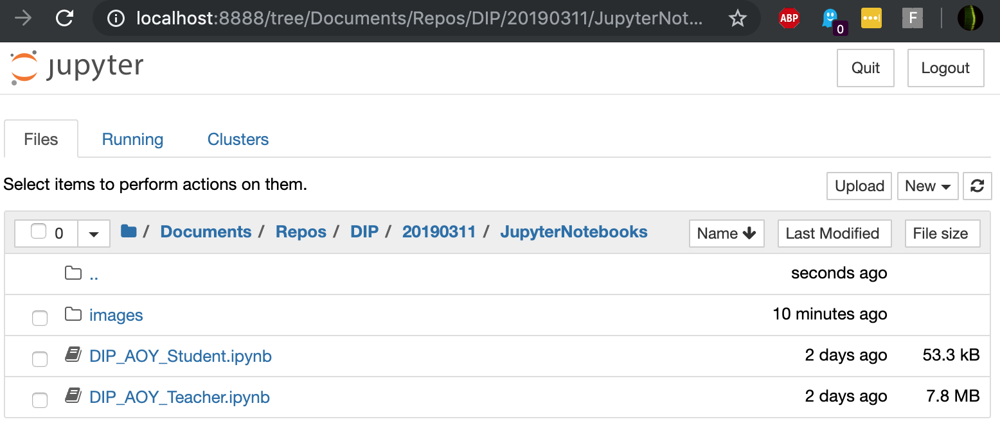 localhost:8888/tree/Documents/Repos/DIP/20190311/JupyterNot...
ABP
0
F
jupyter
Quit
Logout
Files
Running
Clusters
Select items to perform actions on them.
Upload
New
0
/ Documents / Repos / DIP / 20190311 / JupyterNotebooks
Name
Last Modified
File size
..
seconds ago
images
10 minutes ago
DIP_AOY_Student.ipynb
2 days ago
53.3 kB
DIP_AOY_Teacher.ipynb
2 days ago
7.8 MB